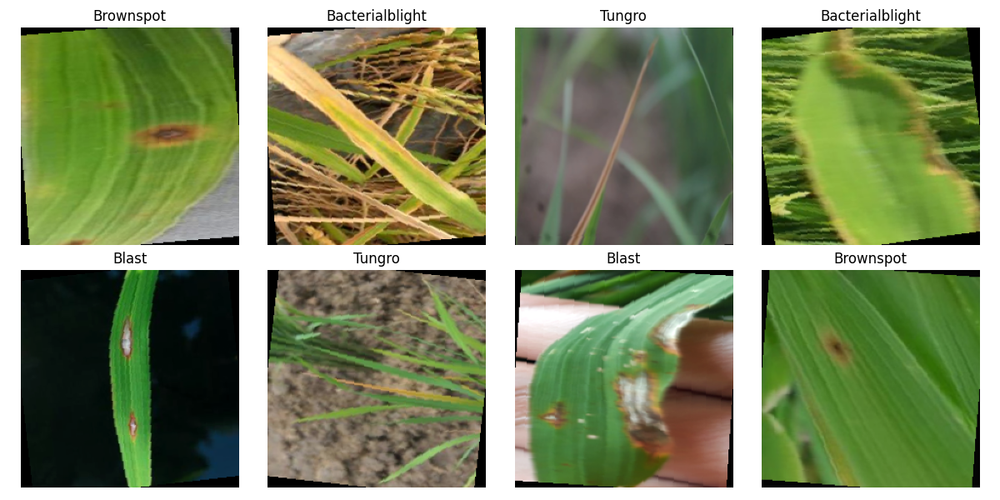 Brownspot
Bacterialblight
Tungro
Bacterialblight
Blast
Tungro
Blast
Brownspot